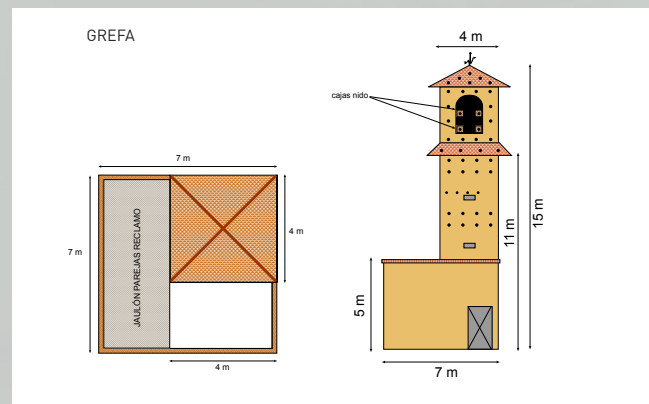 GREFA
7 m
7 m
JAULÓN PAREJAS RECLAMO
4 m
4 m
4 m
cajas nido
15 m
11 m
5 m
7 m